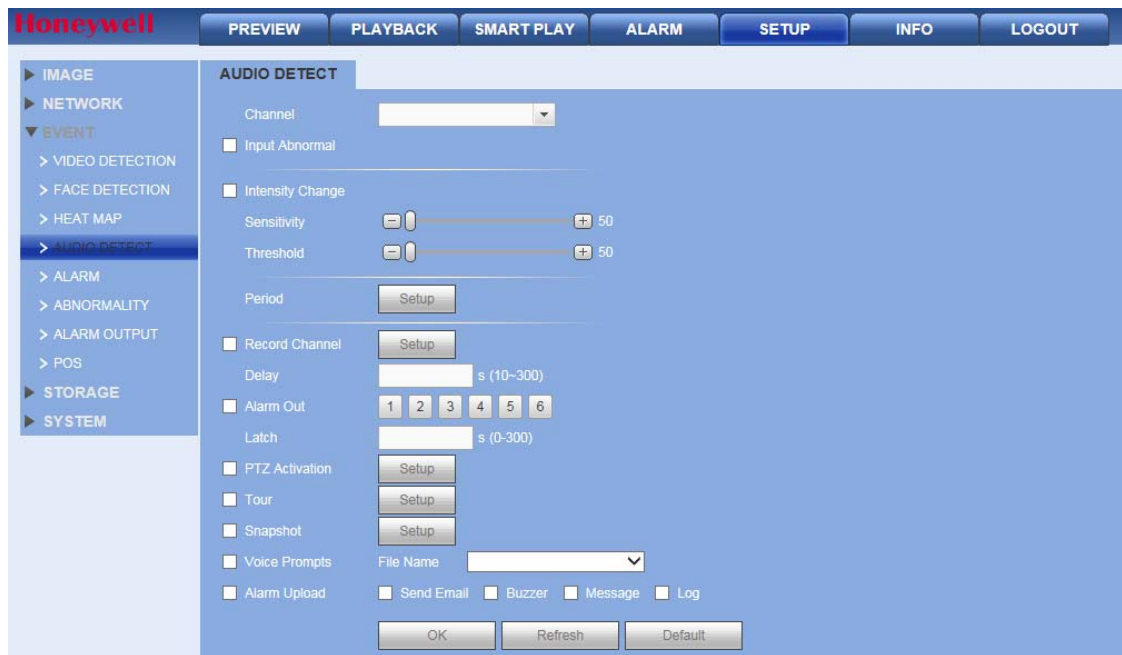 Honeywell
PREVIEW PLAYBACK SMART PLAY ALARM SETUP INFO LOGOUT
IMAGE
NETWORK
EVENT
> VIDEO DETECTION
> FACE DETECTION
> HEAT MAP
> AUDIO DETECT
> ALARM
> ABNORMALITY
> ALARM OUTPUT
> POS
STORAGE
SYSTEM
AUDIO DETECT
Channel
Input Abnormal
Intensity Change
Sensitivity 50
Threshold 50
Period Setup
Record Channel Setup
Delay s (10~300)
Alarm Out 1 2 3 4 5 6
Latch s (0-300)
PTZ Activation Setup
Tour Setup
Snapshot Setup
Voice Prompts File Name
Alarm Upload Send Email Buzzer Message Log
OK Refresh Default